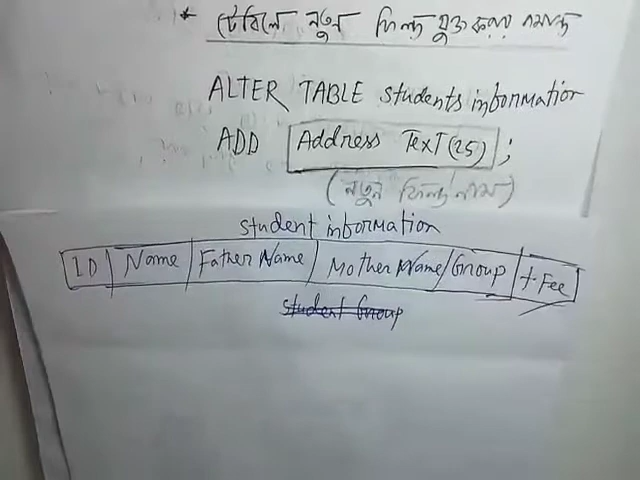 * টেবিলে নতুন ফিল্ড যুক্ত করার কমান্ড
ALTER TABLE students information
ADD Address TexT(25);
(নতুন ফিল্ড/নাম)
student information
ID Name Father Name Mother Name Group t.Fee
student Group